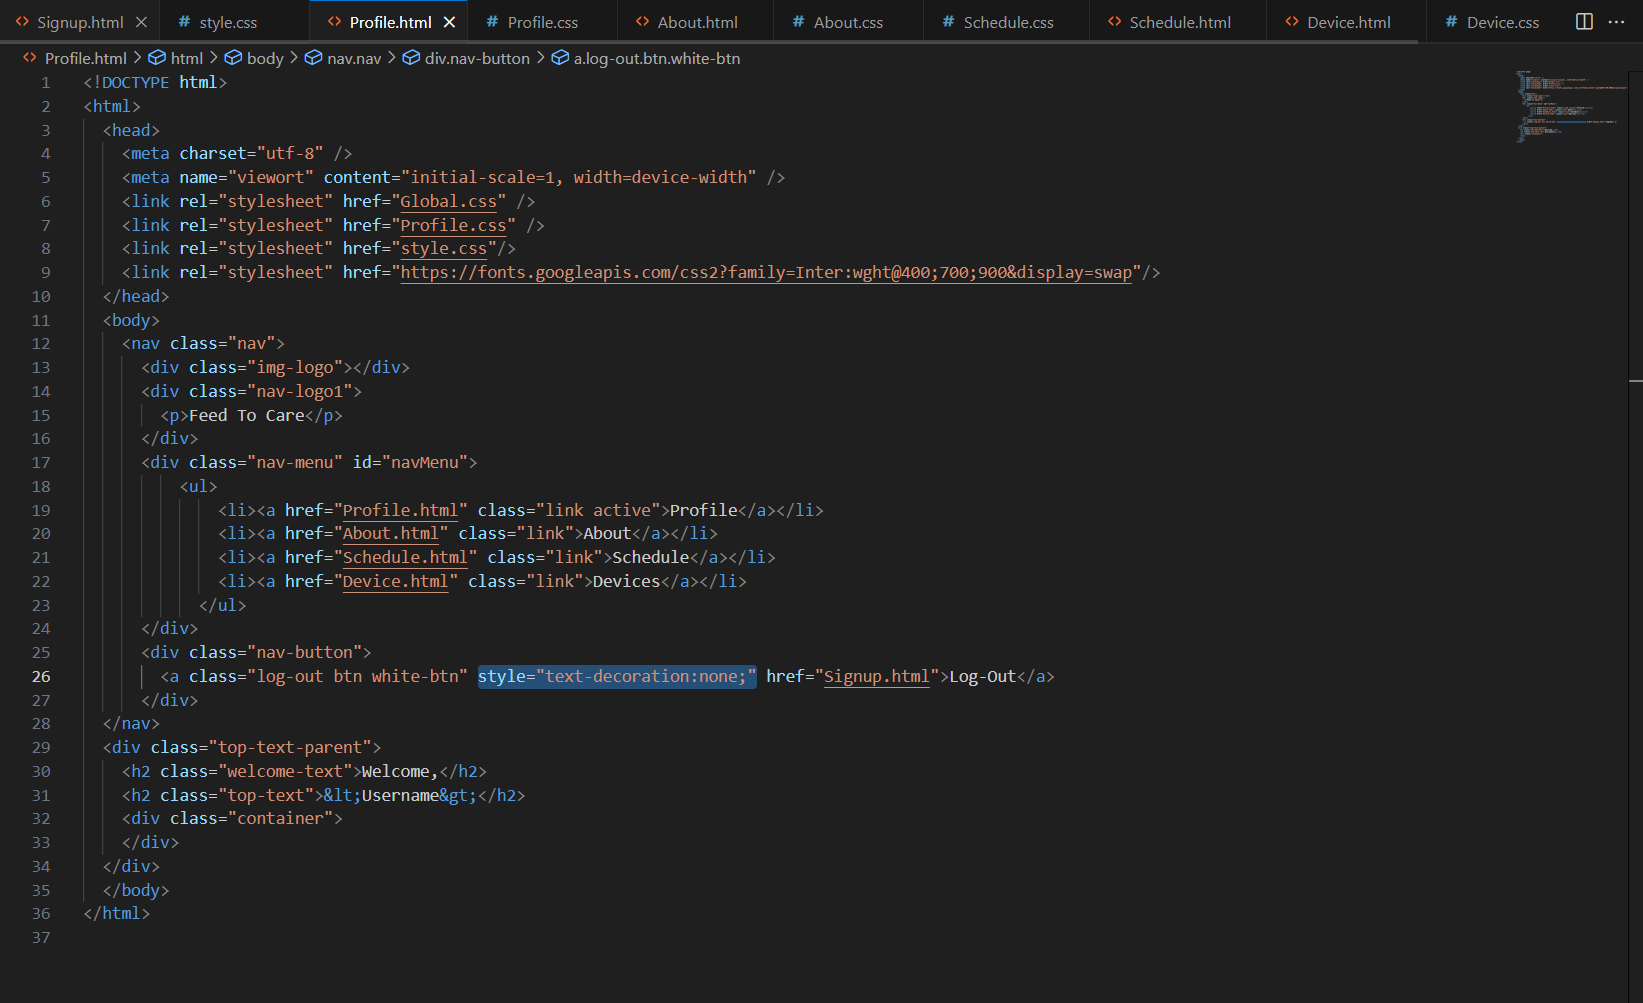 Signup.html style.css Profile.html Profile.css About.html About.css Schedule.css Schedule.html Device.html Device.css
Profile.html > html > body > nav.nav > div.nav-button > a.log-out.btn.white-btn
1 <!DOCTYPE html>
2 <html>
3 <head>
4 <meta charset="utf-8" />
5 <meta name="viewort" content="initial-scale=1, width=device-width" />
6 <link rel="stylesheet" href="Global.css" />
7 <link rel="stylesheet" href="Profile.css" />
8 <link rel="stylesheet" href="style.css"/>
9 <link rel="stylesheet" href="https://fonts.googleapis.com/css2?family=Inter:wght@400;700;900&display=swap"/>
10 </head>
11 <body>
12 <nav class="nav">
13 <div class="img-logo"></div>
14 <div class="nav-logo1">
15 <p>Feed To Care</p>
16 </div>
17 <div class="nav-menu" id="navMenu">
18 <ul>
19 <li><a href="Profile.html" class="link active">Profile</a></li>
20 <li><a href="About.html" class="link">About</a></li>
21 <li><a href="Schedule.html" class="link">Schedule</a></li>
22 <li><a href="Device.html" class="link">Devices</a></li>
23 </ul>
24 </div>
25 <div class="nav-button">
26 <a class="log-out btn white-btn" style="text-decoration:none;" href="Signup.html">Log-Out</a>
27 </div>
28 </nav>
29 <div class="top-text-parent">
30 <h2 class="welcome-text">Welcome,</h2>
31 <h2 class="top-text">&lt;Username&gt;</h2>
32 <div class="container">
33 </div>
34 </div>
35 </body>
36 </html>
37